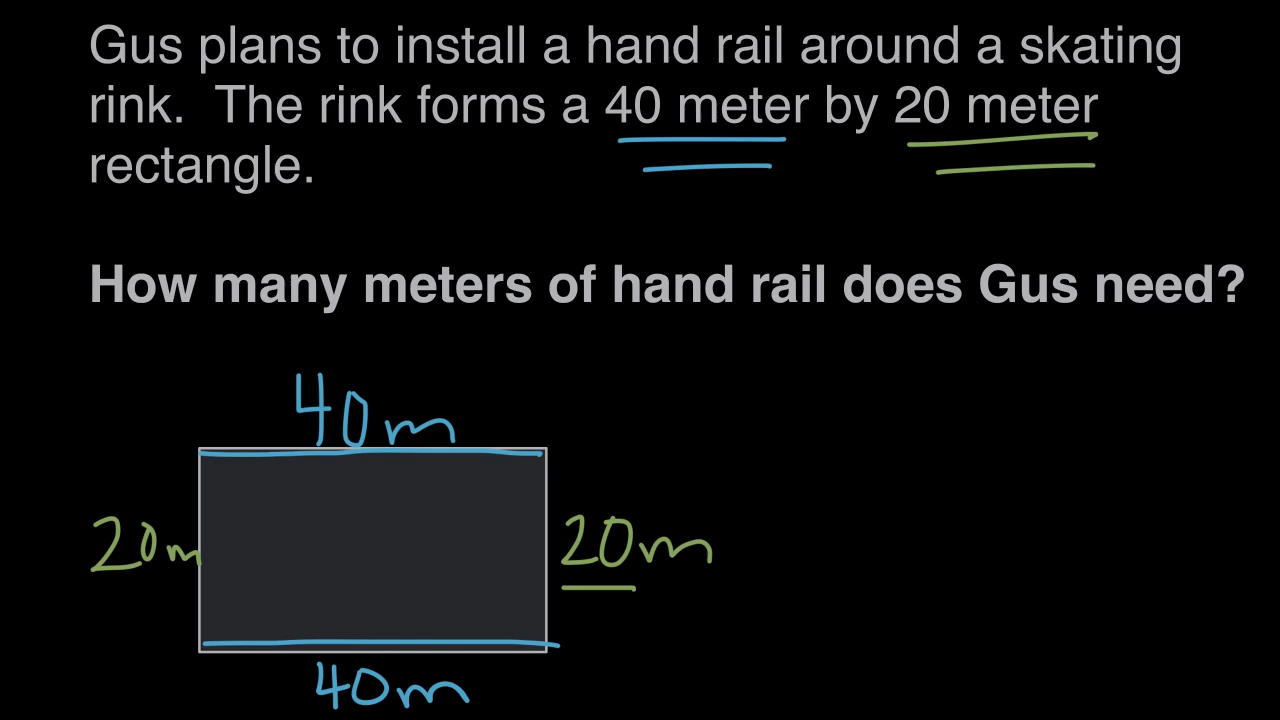 Gus plans to install a hand rail around a skating
rink. The rink forms a 40 meter by 20 meter
rectangle.
How many meters of hand rail does Gus need?
40m
20m
20m
40m